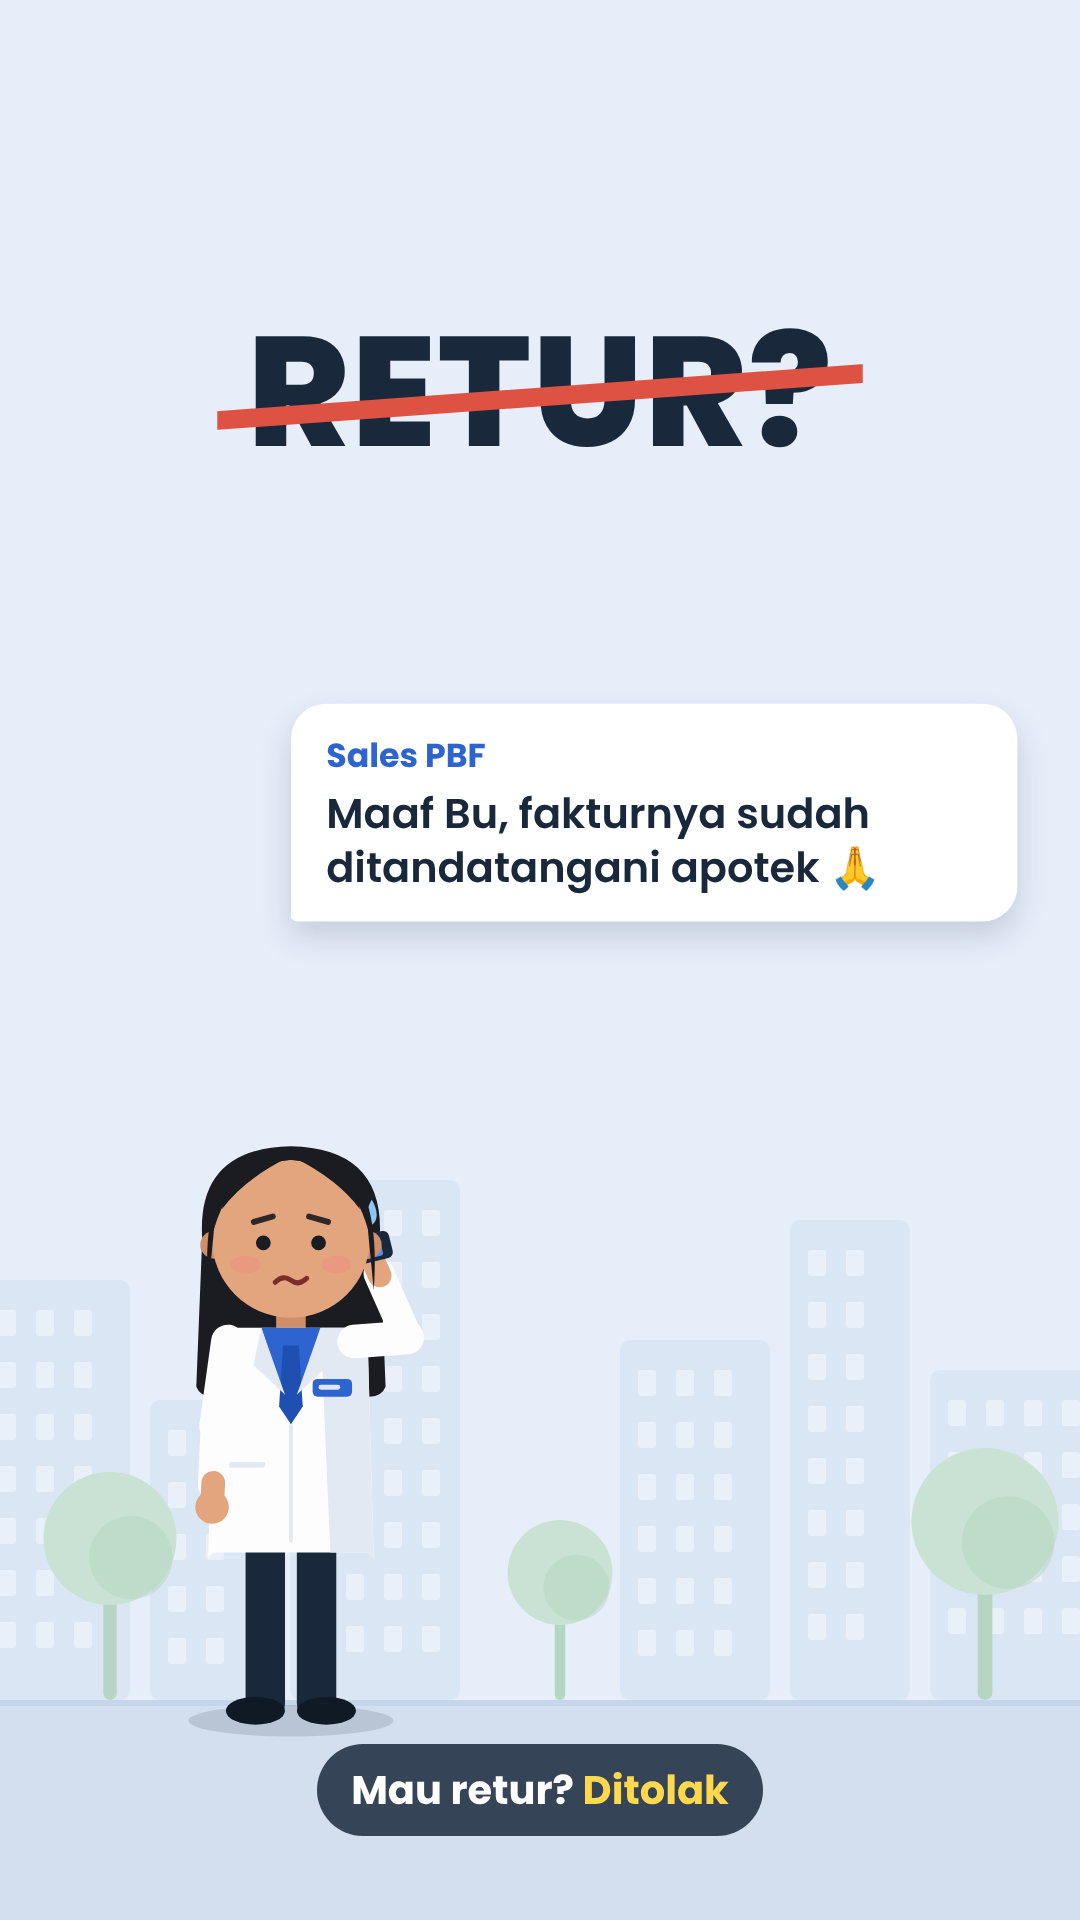 RETUR?
Sales PBF
Maaf Bu, fakturnya sudah
ditandatangani apotek 🙏
Mau retur? Ditolak